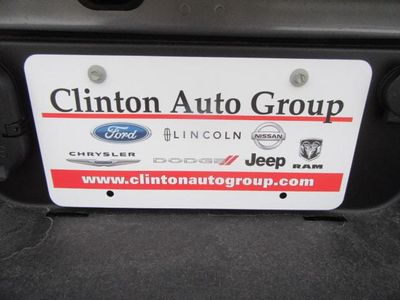 Clinton Auto Group
Ford LINCOLN NISSAN
CHRYSLER DODGE Jeep RAM
www.clintonautogroup.com